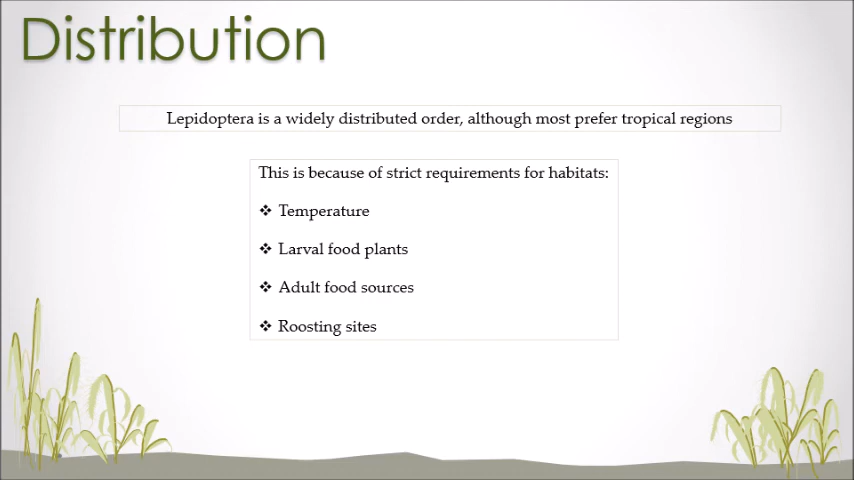 Distribution
Lepidoptera is a widely distributed order, although most prefer tropical regions
This is because of strict requirements for habitats:
❖ Temperature
❖ Larval food plants
❖ Adult food sources
❖ Roosting sites